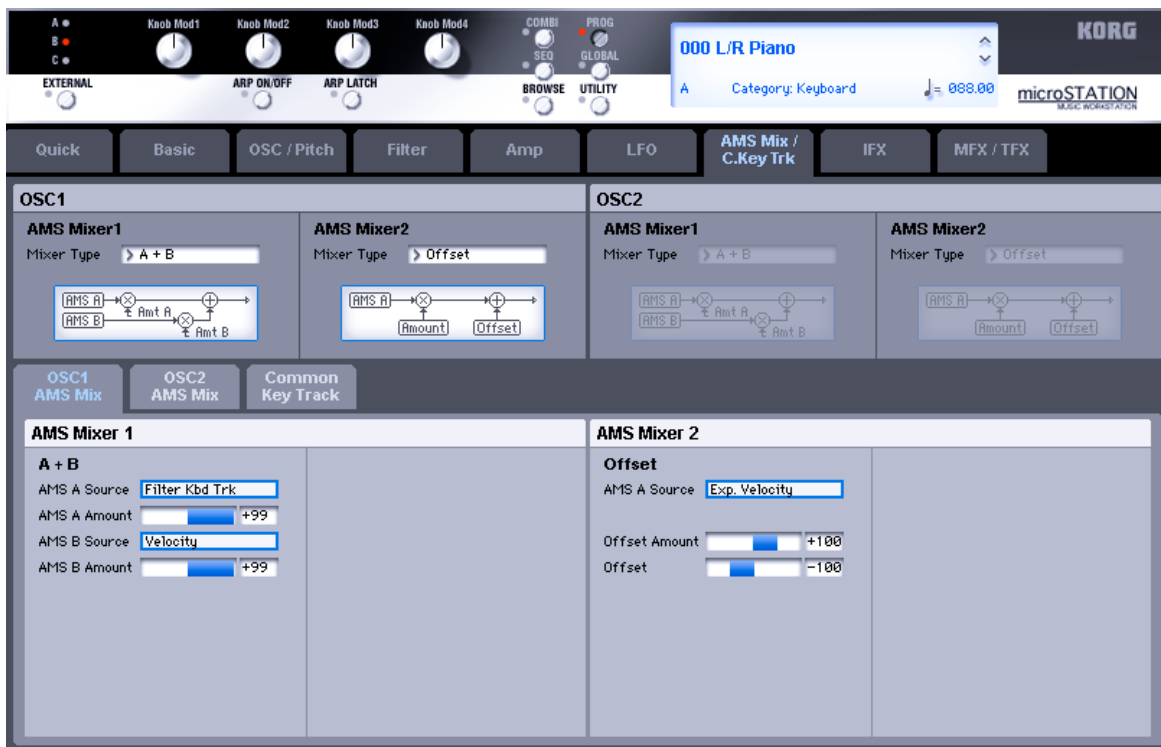 A
B
C
Knob Mod1
Knob Mod2
Knob Mod3
Knob Mod4
COMBI
PROG
SEQ
GLOBAL
EXTERNAL
ARP ON/OFF
ARP LATCH
BROWSE
UTILITY
000 L/R Piano
A Category: Keyboard ♩= 088.00
KORG
microSTATION
MUSIC WORKSTATION
Quick
Basic
OSC / Pitch
Filter
Amp
LFO
AMS Mix /
C.Key Trk
IFX
MFX / TFX
OSC1
AMS Mixer1
Mixer Type A + B
AMS A
Amt A
AMS B
Amt B
AMS Mixer2
Mixer Type Offset
AMS A
Amount
Offset
OSC2
AMS Mixer1
Mixer Type A + B
AMS A
Amt A
AMS B
Amt B
AMS Mixer2
Mixer Type Offset
AMS A
Amount
Offset
OSC1
AMS Mix
OSC2
AMS Mix
Common
Key Track
AMS Mixer 1
A + B
AMS A Source Filter Kbd Trk
AMS A Amount +99
AMS B Source Velocity
AMS B Amount +99
AMS Mixer 2
Offset
AMS A Source Exp. Velocity
Offset Amount +100
Offset -100